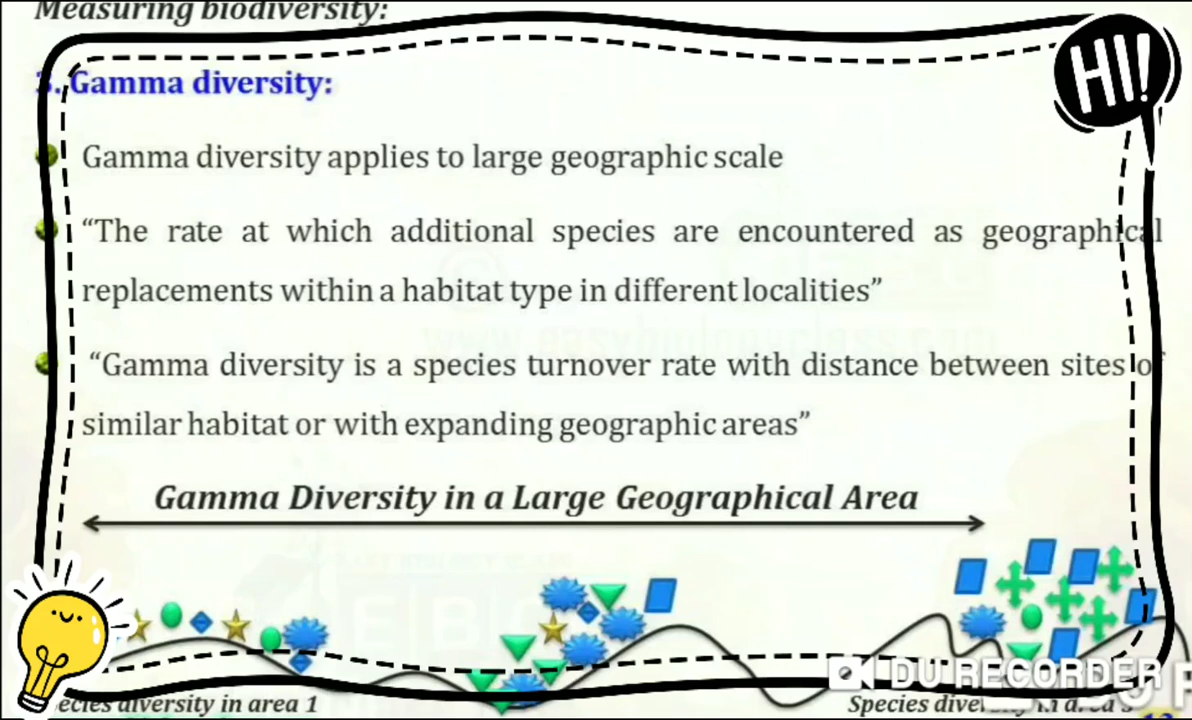 Measuring biodiversity:
HI!
3. Gamma diversity:
Gamma diversity applies to large geographic scale
“The rate at which additional species are encountered as geographical
replacements within a habitat type in different localities”
“Gamma diversity is a species turnover rate with distance between sites of
similar habitat or with expanding geographic areas”
Gamma Diversity in a Large Geographical Area
DU RECORDER
diversity in area 1
Species